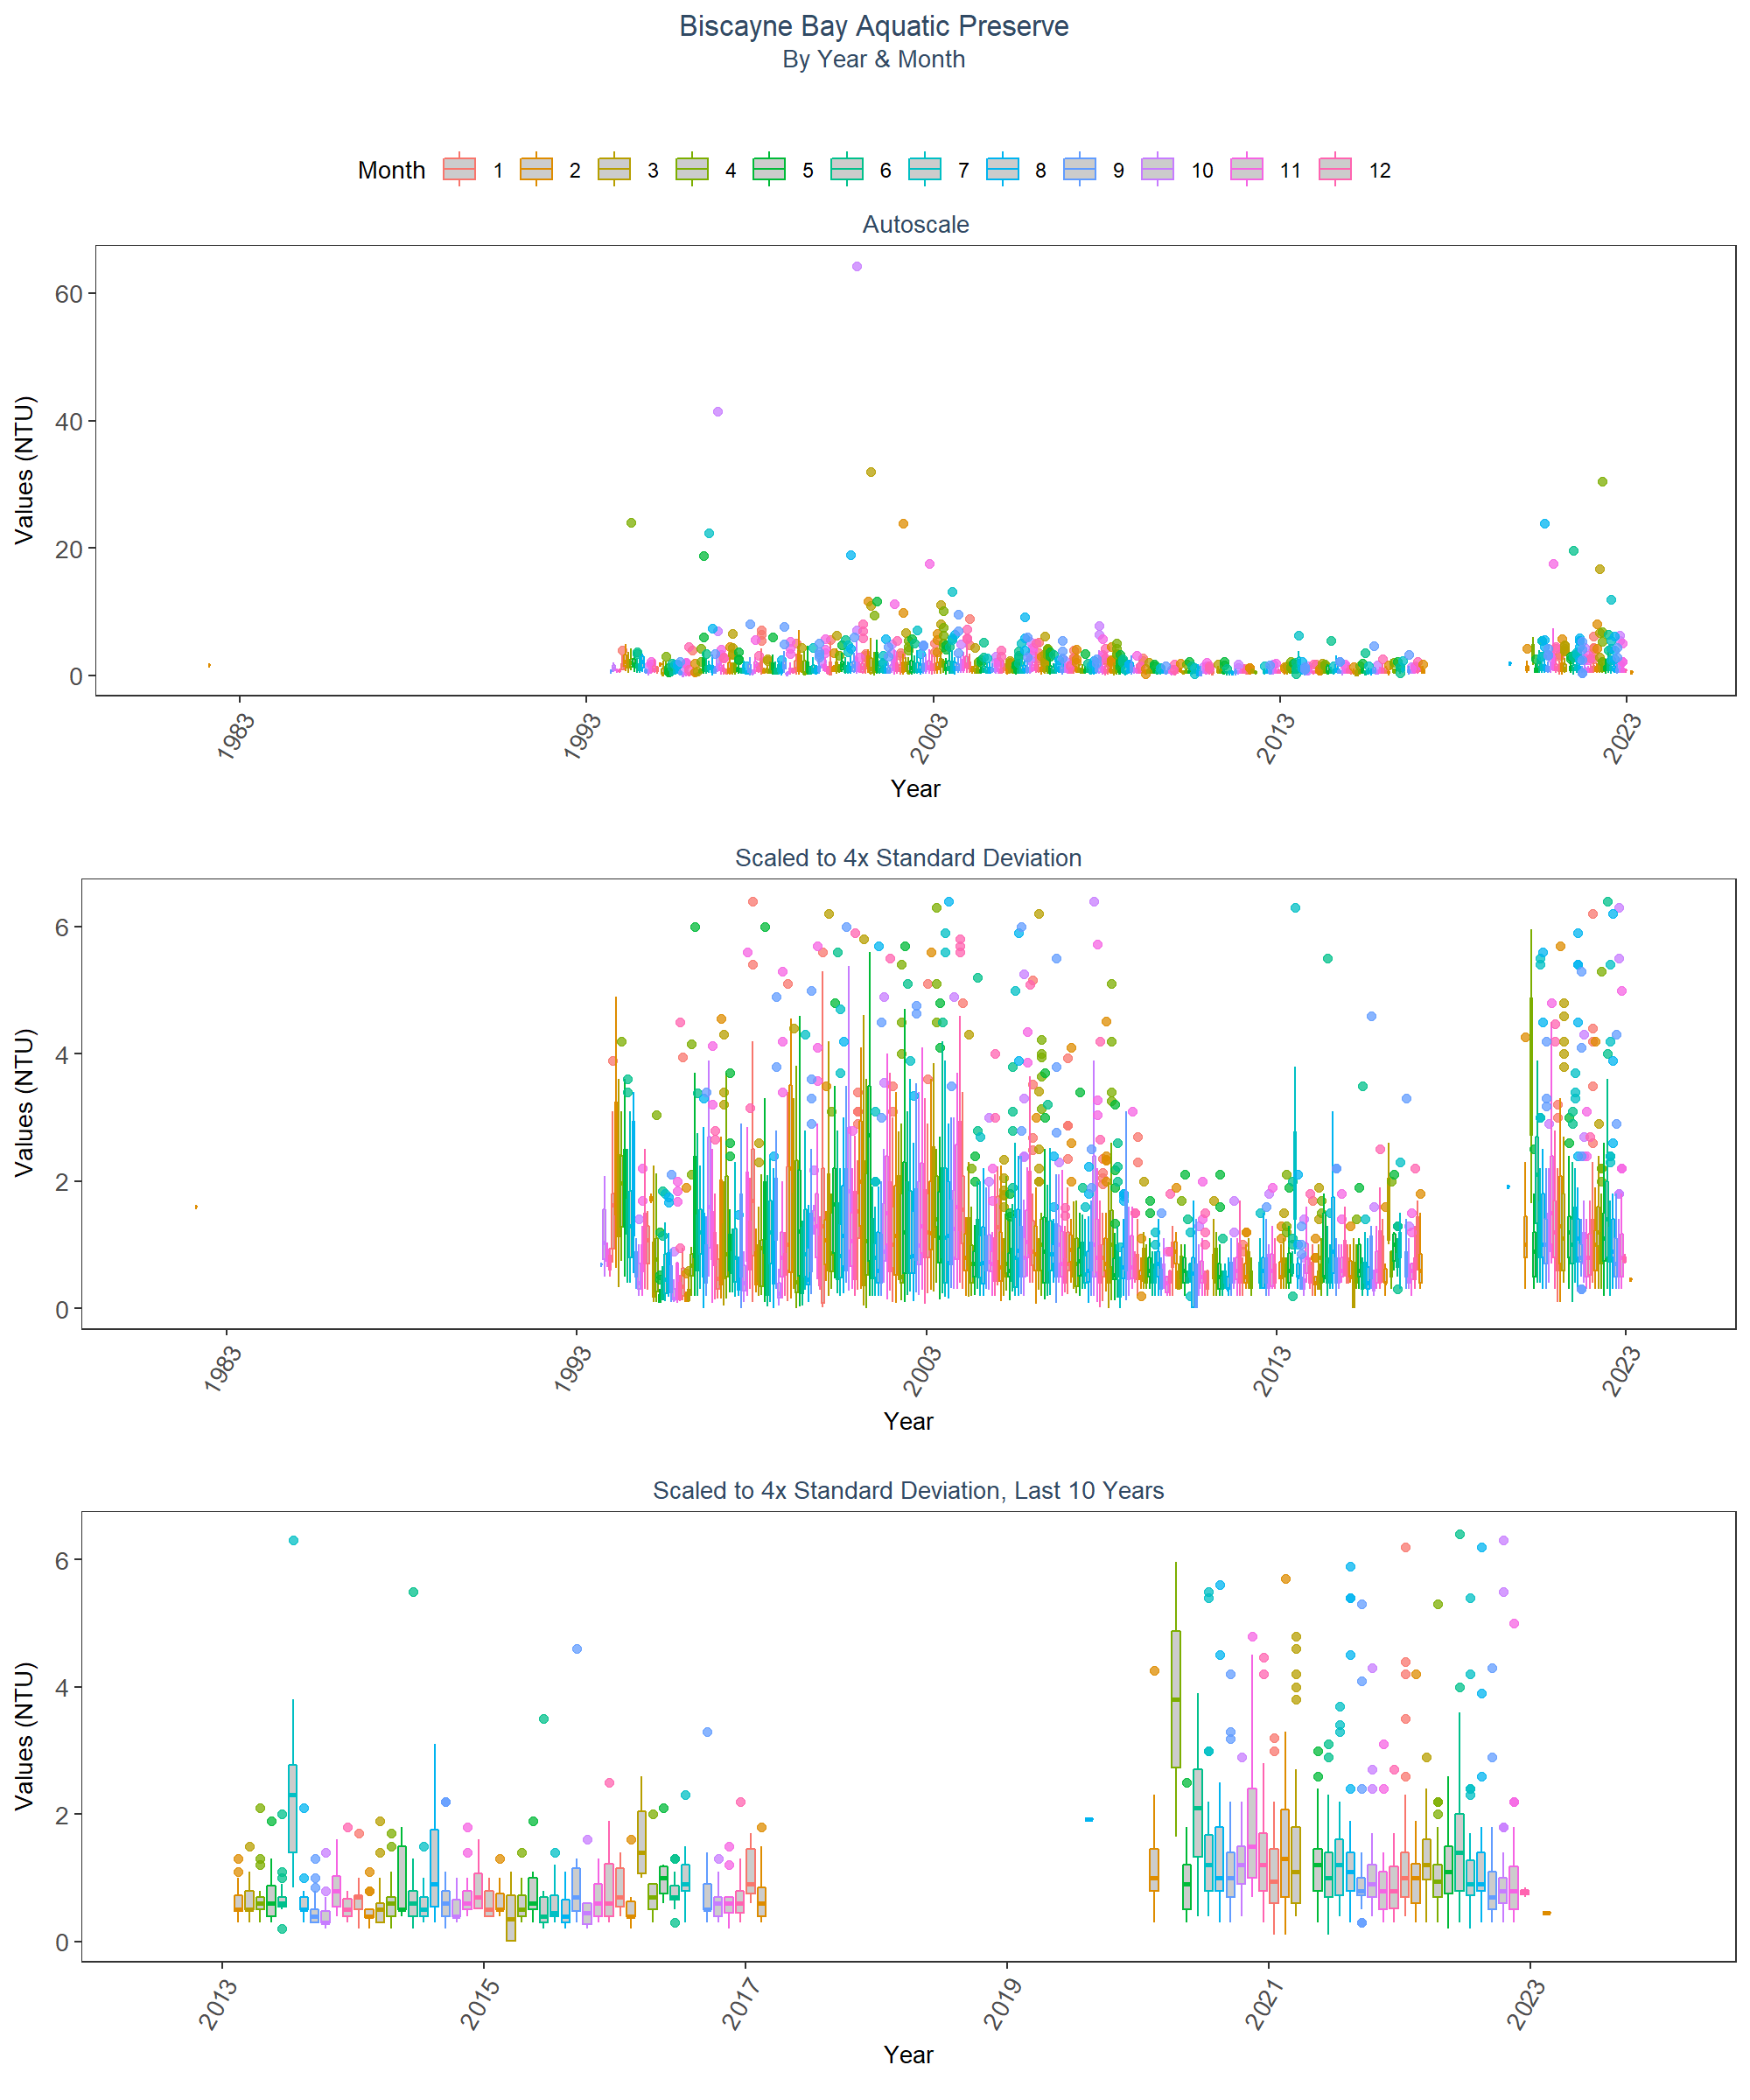 Biscayne Bay Aquatic Preserve
By Year & Month
Month 1 2 3 4 5 6 7 8 9 10 11 12
Autoscale
Values (NTU)
60
40
20
0
1983 1993 2003 2013 2023
Year
Scaled to 4x Standard Deviation
Values (NTU)
6
4
2
0
1983 1993 2003 2013 2023
Year
Scaled to 4x Standard Deviation, Last 10 Years
Values (NTU)
6
4
2
0
2013 2015 2017 2019 2021 2023
Year